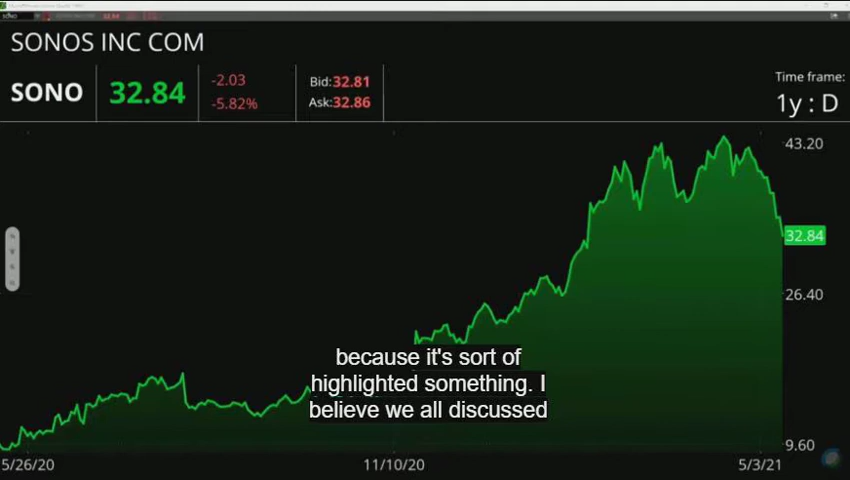 SONO
SONOS INC COM
SONO
32.84
-2.03
-5.82%
Bid:32.81
Ask:32.86
Time frame:
1y : D
43.20
32.84
26.40
9.60
because it's sort of
highlighted something. I
believe we all discussed
5/26/20
11/10/20
5/3/21